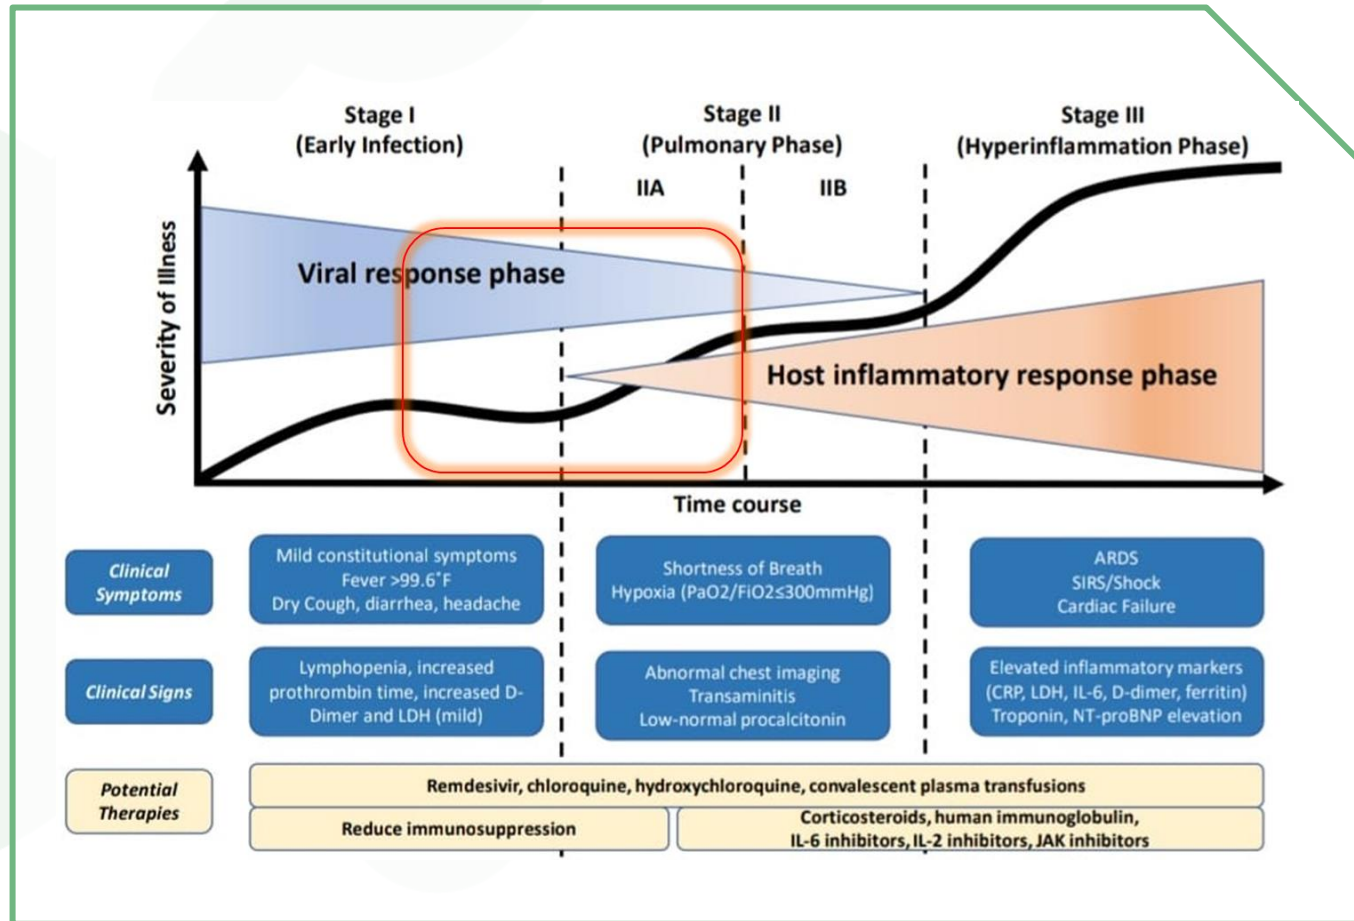 Stage I
(Early Infection)
Stage II
(Pulmonary Phase)
Stage III
(Hyperinflammation Phase)
IIA
IIB
Severity of Illness
Viral response phase
Host inflammatory response phase
Time course
Clinical
Symptoms
Mild constitutional symptoms
Fever >99.6°F
Dry Cough, diarrhea, headache
Shortness of Breath
Hypoxia (PaO2/FiO2≤300mmHg)
ARDS
SIRS/Shock
Cardiac Failure
Clinical Signs
Lymphopenia, increased
prothrombin time, increased D-
Dimer and LDH (mild)
Abnormal chest imaging
Transaminitis
Low-normal procalcitonin
Elevated inflammatory markers
(CRP, LDH, IL-6, D-dimer, ferritin)
Troponin, NT-proBNP elevation
Potential
Therapies
Remdesivir, chloroquine, hydroxychloroquine, convalescent plasma transfusions
Reduce immunosuppression
Corticosteroids, human immunoglobulin,
IL-6 inhibitors, IL-2 inhibitors, JAK inhibitors